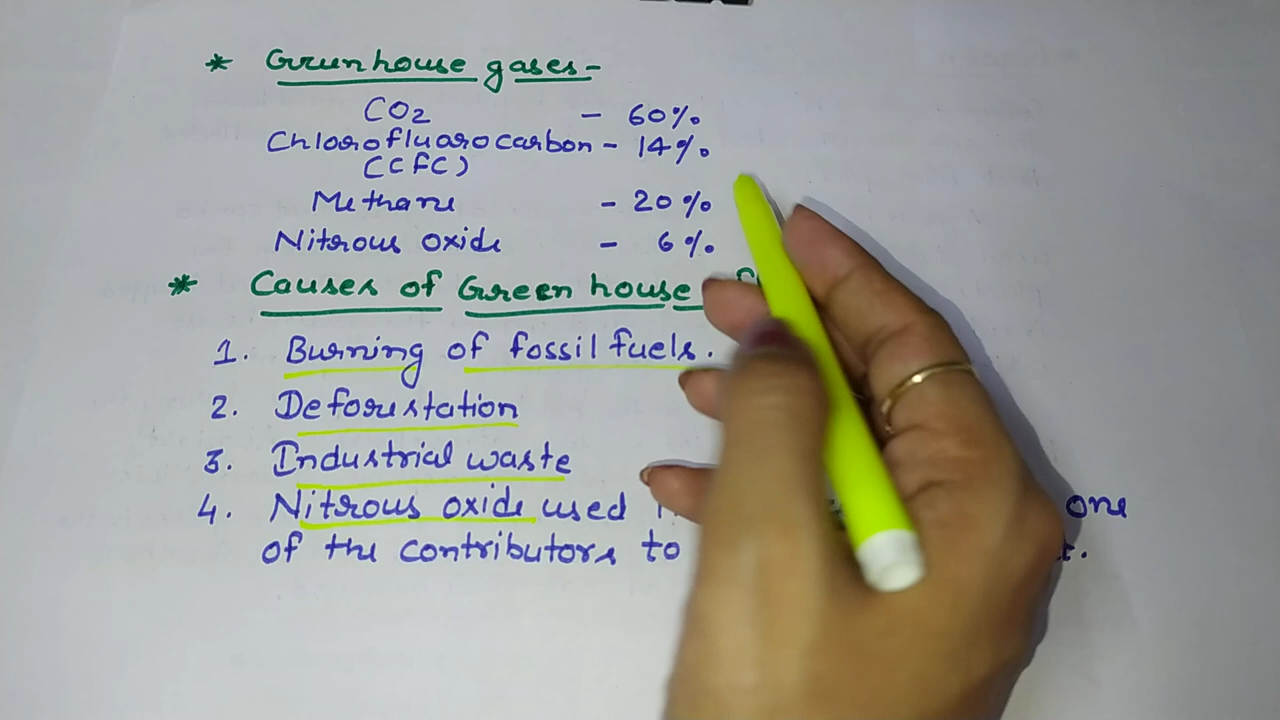 * Greenhouse gases-
CO2 - 60%
Chlorofluorocarbon - 14%
(CFC)
Methane - 20%
Nitrous oxide - 6%
* Causes of Green house
1. Burning of fossil fuels.
2. Deforestation
3. Industrial waste
4. Nitrous oxide used one
of the contributors to